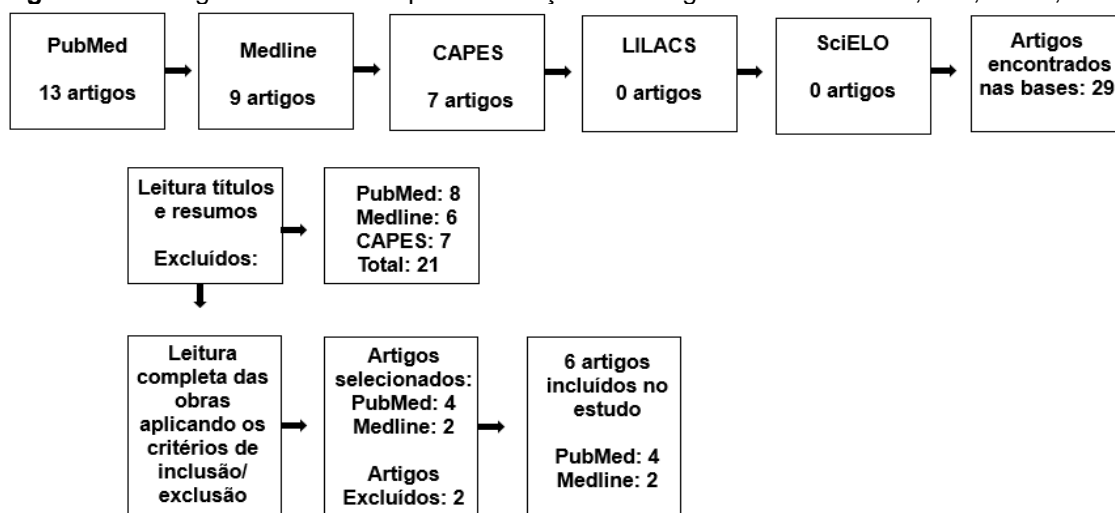 PubMed
13 artigos
Medline
9 artigos
CAPES
7 artigos
LILACS
0 artigos
SciELO
0 artigos
Artigos
encontrados
nas bases: 29
Leitura títulos
e resumos
Excluídos:
PubMed: 8
Medline: 6
CAPES: 7
Total: 21
Leitura
completa das
obras
aplicando os
critérios de
inclusão/
exclusão
Artigos
selecionados:
PubMed: 4
Medline: 2
Artigos
Excluídos: 2
6 artigos
incluídos no
estudo
PubMed: 4
Medline: 2